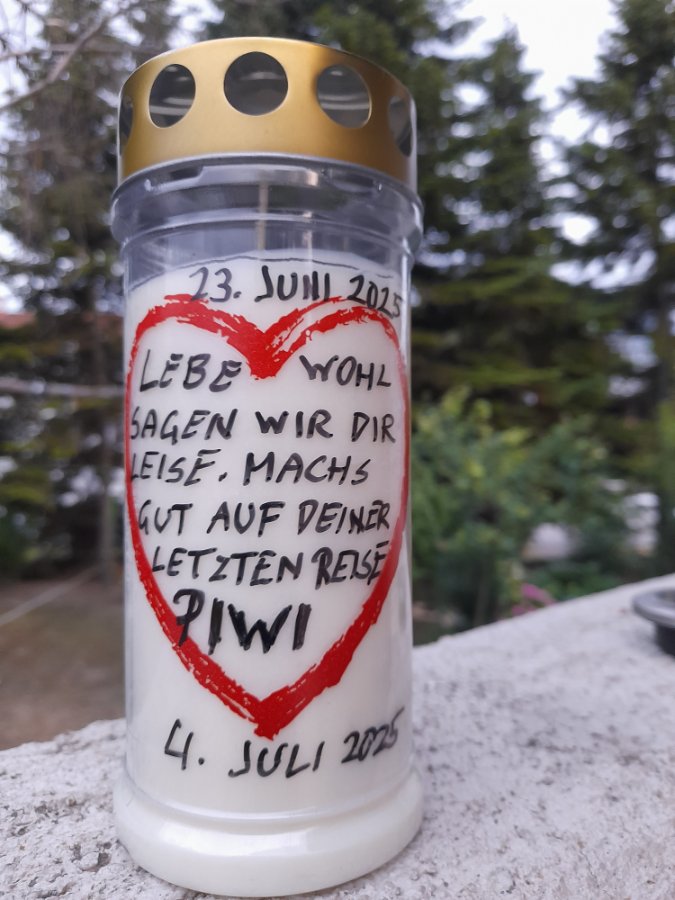 23. JUNI 2025
LEBE WOHL
SAGEN WIR DIR
LEISE. MACHS
GUT AUF DEINER
LETZTEN REISE
PIWI
4. JULI 2025